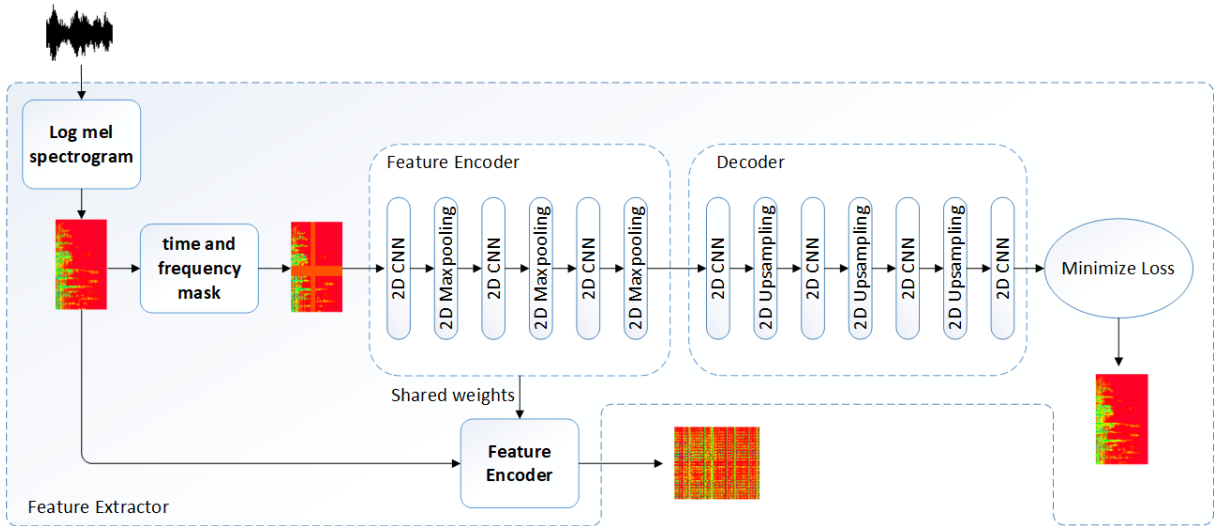 Log mel
spectrogram
time and
frequency
mask
Feature Encoder
2D CNN
2D Maxpooling
2D CNN
2D Maxpooling
2D CNN
2D Maxpooling
Decoder
2D CNN
2D Upsampling
2D CNN
2D Upsampling
2D CNN
2D Upsampling
2D CNN
Minimize Loss
Shared weights
Feature
Encoder
Feature Extractor